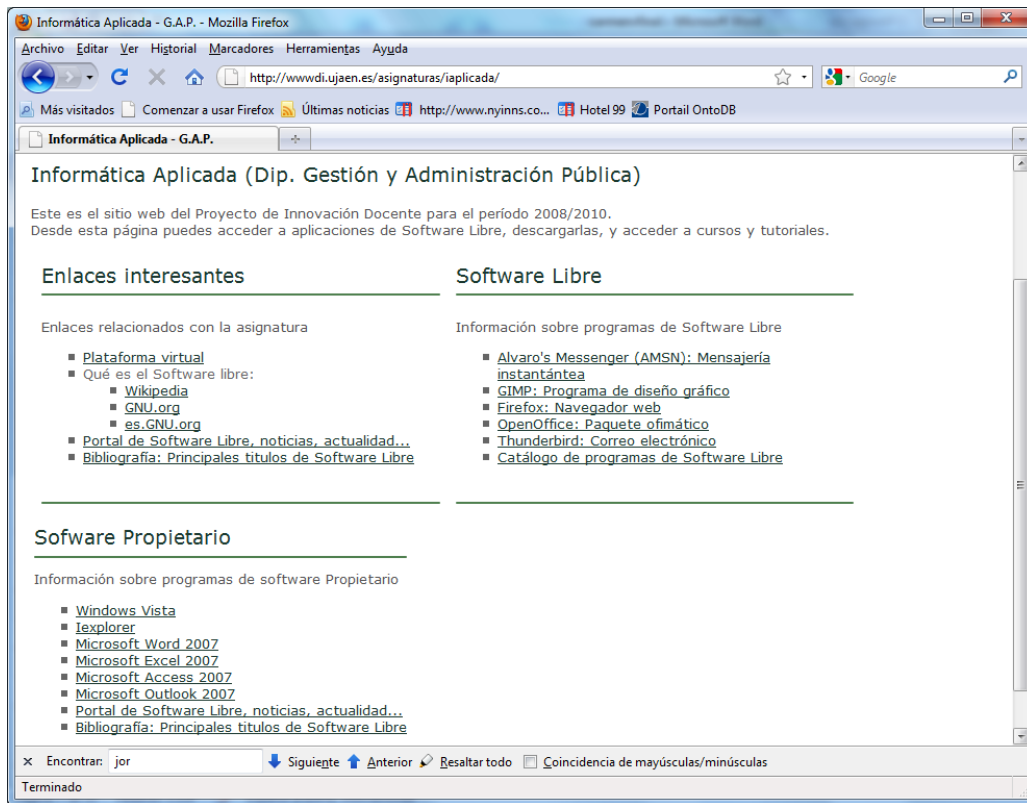 Informática Aplicada - G.A.P. - Mozilla Firefox
Archivo Editar Ver Historial Marcadores Herramientas Ayuda
http://wwwdi.ujaen.es/asignaturas/iaplicada/
Google
Más visitados Comenzar a usar Firefox Últimas noticias http://www.nyinns.co... Hotel 99 Portail OntoDB
Informática Aplicada - G.A.P.
Informática Aplicada (Dip. Gestión y Administración Pública)
Este es el sitio web del Proyecto de Innovación Docente para el período 2008/2010.
Desde esta página puedes acceder a aplicaciones de Software Libre, descargarlas, y acceder a cursos y tutoriales.
Enlaces interesantes
Enlaces relacionados con la asignatura
Plataforma virtual
Qué es el Software libre:
Wikipedia
GNU.org
es.GNU.org
Portal de Software Libre, noticias, actualidad...
Bibliografía: Principales titulos de Software Libre
Software Libre
Información sobre programas de Software Libre
Alvaro's Messenger (AMSN): Mensajería
instantántea
GIMP: Programa de diseño gráfico
Firefox: Navegador web
OpenOffice: Paquete ofimático
Thunderbird: Correo electrónico
Catálogo de programas de Software Libre
Sofware Propietario
Información sobre programas de software Propietario
Windows Vista
Iexplorer
Microsoft Word 2007
Microsoft Excel 2007
Microsoft Access 2007
Microsoft Outlook 2007
Portal de Software Libre, noticias, actualidad...
Bibliografía: Principales titulos de Software Libre
Encontrar: jor Siguiente Anterior Resaltar todo Coincidencia de mayúsculas/minúsculas
Terminado